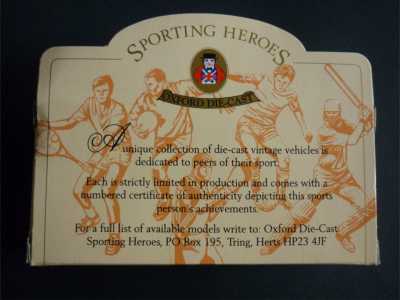 SPORTING HEROES
OXFORD DIE-CAST
A unique collection of die-cast vintage vehicles is
dedicated to peers of their sport.
Each is strictly limited in production and comes with a
numbered certificate of authenticity depicting this sports
person's achievements.
For a full list of available models write to: Oxford Die-Cast
Sporting Heroes, PO Box 195, Tring, Herts HP23 4JF